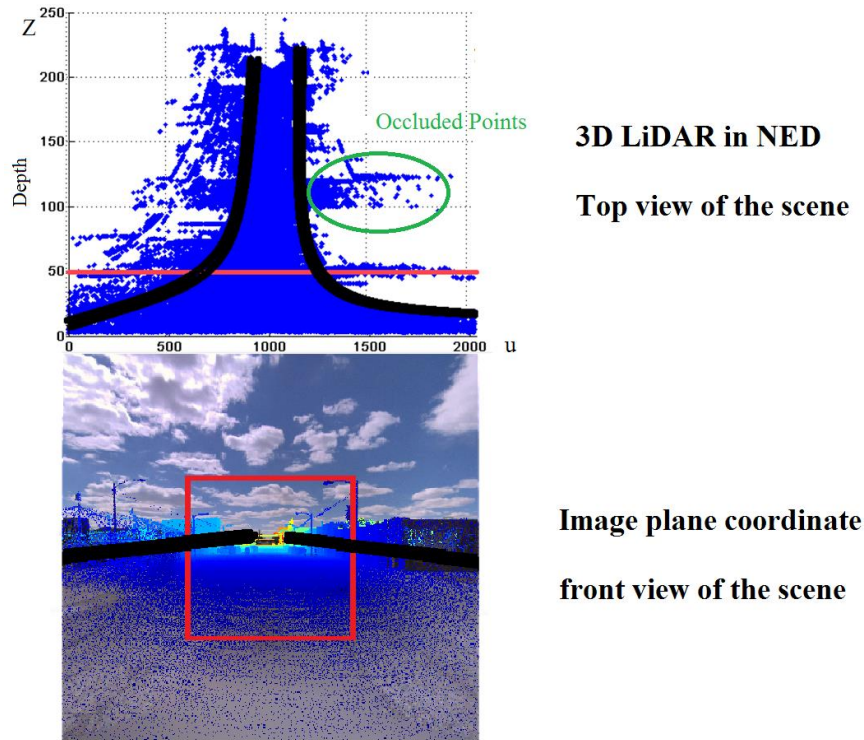 Z
250
200
150
100
50
0
Depth
Occluded Points
0
500
1000
1500
2000
u
3D LiDAR in NED
Top view of the scene
Image plane coordinate
front view of the scene